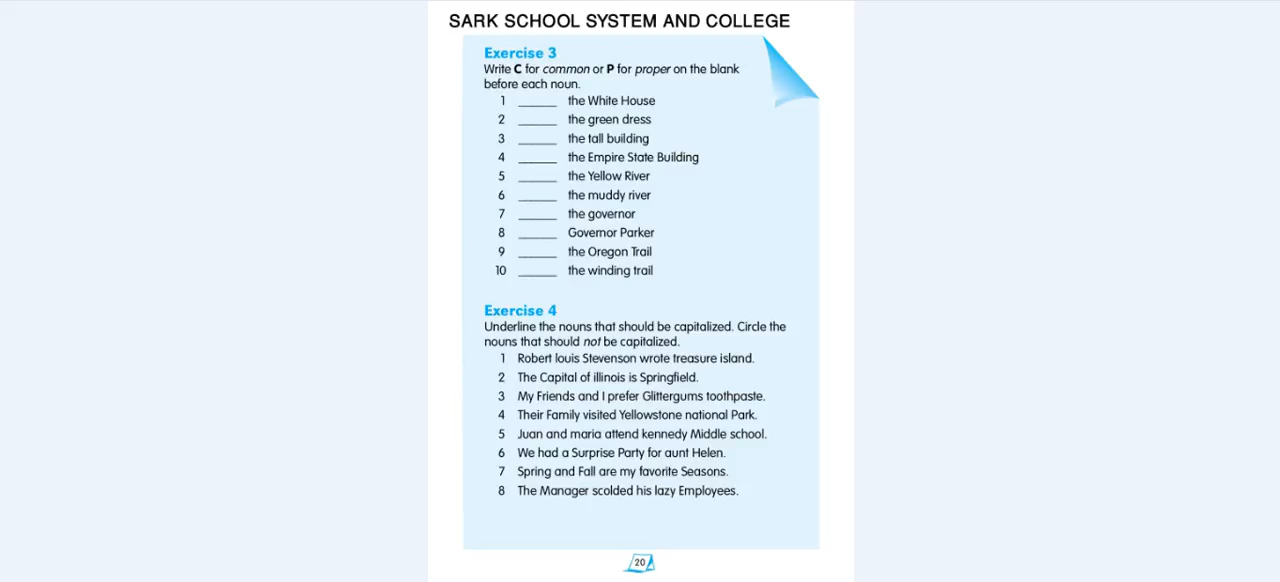 SARK SCHOOL SYSTEM AND COLLEGE
Exercise 3
Write C for common or P for proper on the blank
before each noun.
1 ______ the White House
2 ______ the green dress
3 ______ the tall building
4 ______ the Empire State Building
5 ______ the Yellow River
6 ______ the muddy river
7 ______ the governor
8 ______ Governor Parker
9 ______ the Oregon Trail
10 ______ the winding trail
Exercise 4
Underline the nouns that should be capitalized. Circle the
nouns that should not be capitalized.
1 Robert louis Stevenson wrote treasure island.
2 The Capital of illinois is Springfield.
3 My Friends and I prefer Glittergums toothpaste.
4 Their Family visited Yellowstone national Park.
5 Juan and maria attend kennedy Middle school.
6 We had a Surprise Party for aunt Helen.
7 Spring and Fall are my favorite Seasons.
8 The Manager scolded his lazy Employees.
20